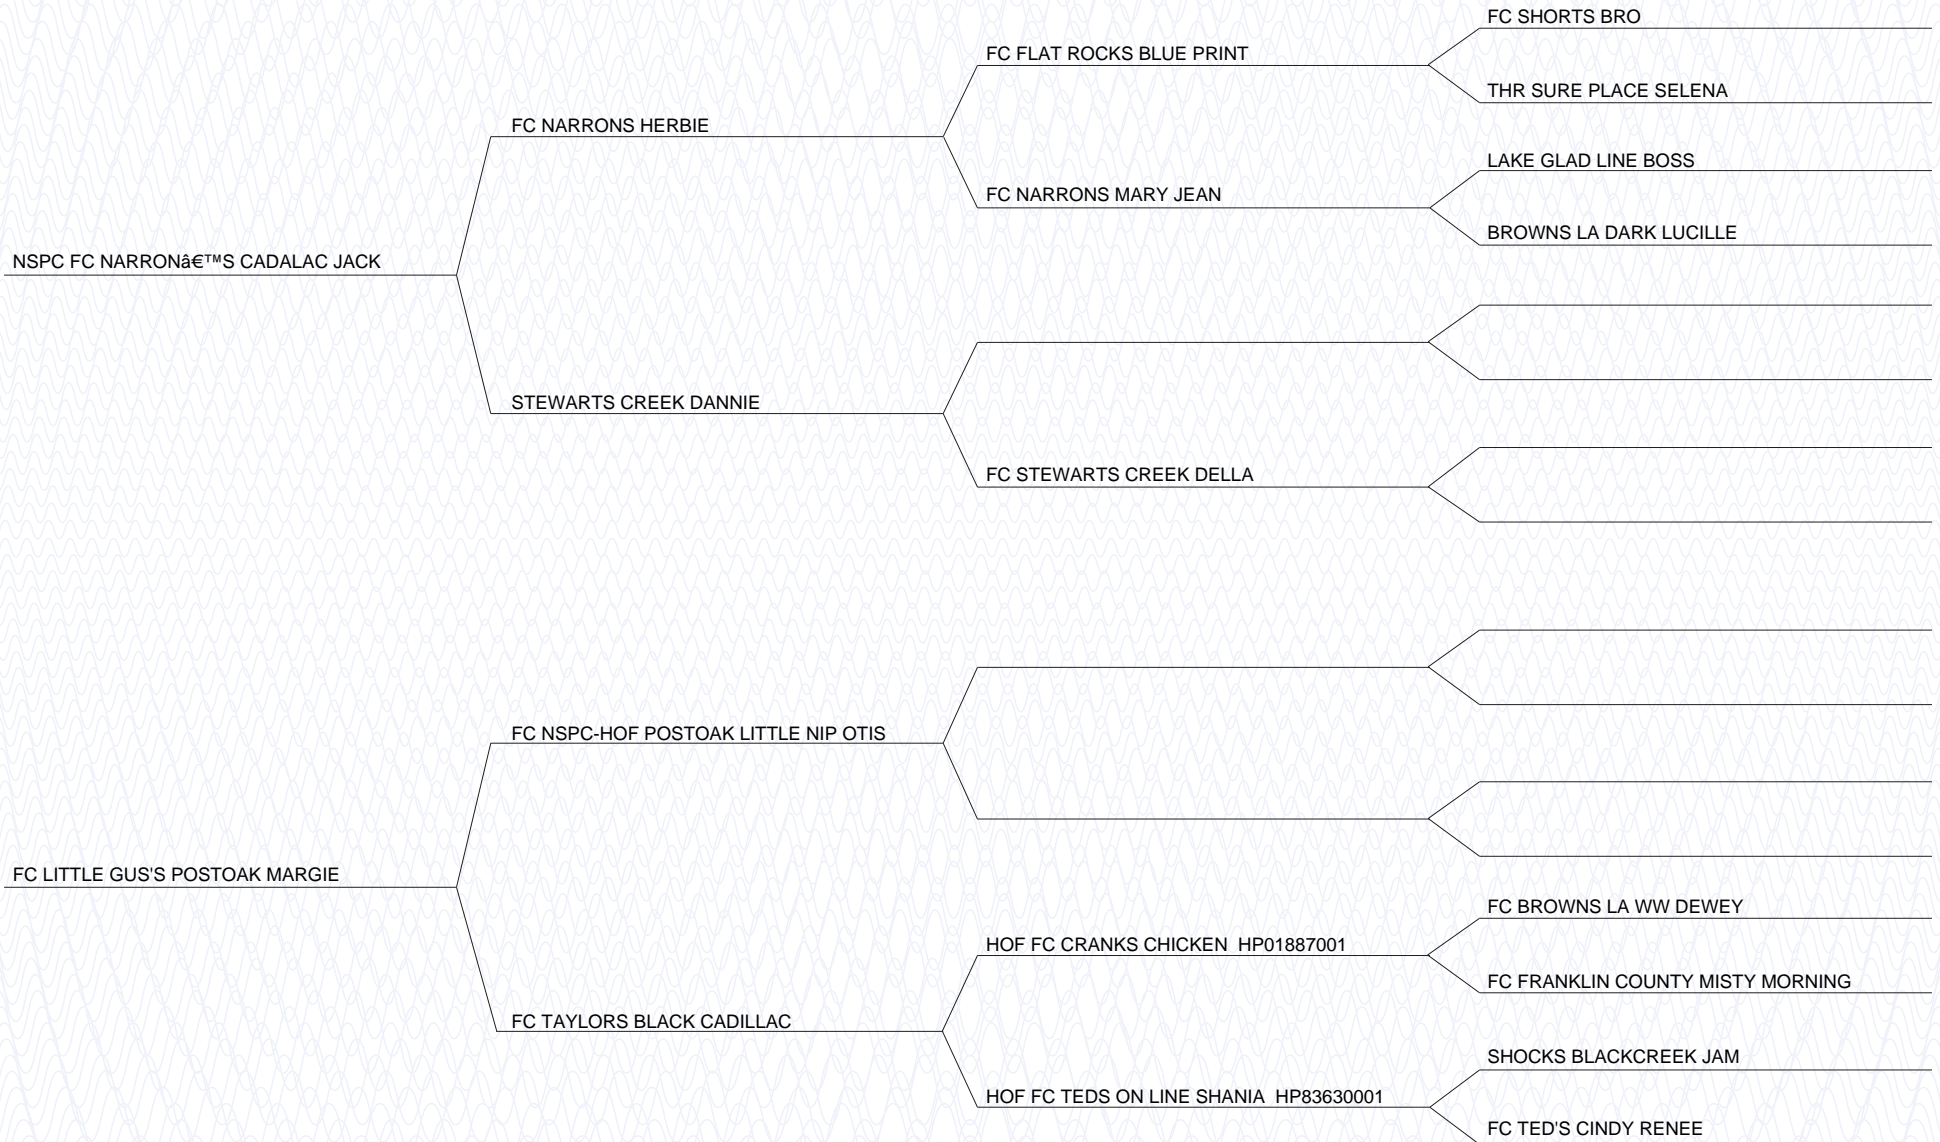 FC SHORTS BRO
FC FLAT ROCKS BLUE PRINT
THR SURE PLACE SELENA
FC NARRONS HERBIE
LAKE GLAD LINE BOSS
FC NARRONS MARY JEAN
BROWNS LA DARK LUCILLE
NSPC FC NARRONâ€™S CADALAC JACK
STEWARTS CREEK DANNIE
FC STEWARTS CREEK DELLA
FC NSPC-HOF POSTOAK LITTLE NIP OTIS
FC LITTLE GUS'S POSTOAK MARGIE
FC BROWNS LA WW DEWEY
HOF FC CRANKS CHICKEN  HP01887001
FC FRANKLIN COUNTY MISTY MORNING
FC TAYLORS BLACK CADILLAC
SHOCKS BLACKCREEK JAM
HOF FC TEDS ON LINE SHANIA  HP83630001
FC TED'S CINDY RENEE